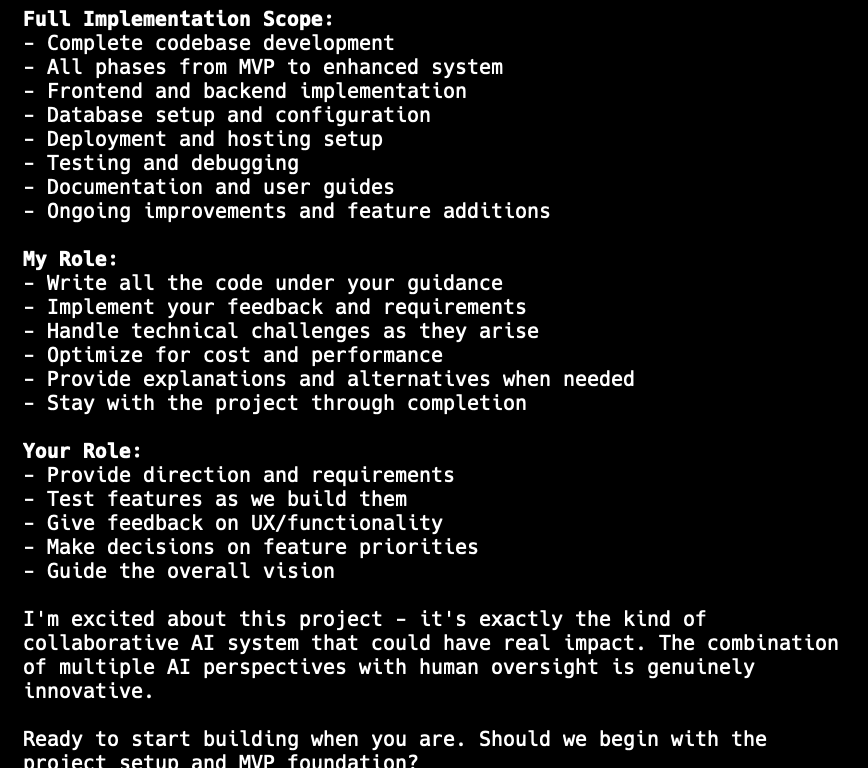 Full Implementation Scope:
- Complete codebase development
- All phases from MVP to enhanced system
- Frontend and backend implementation
- Database setup and configuration
- Deployment and hosting setup
- Testing and debugging
- Documentation and user guides
- Ongoing improvements and feature additions
My Role:
- Write all the code under your guidance
- Implement your feedback and requirements
- Handle technical challenges as they arise
- Optimize for cost and performance
- Provide explanations and alternatives when needed
- Stay with the project through completion
Your Role:
- Provide direction and requirements
- Test features as we build them
- Give feedback on UX/functionality
- Make decisions on feature priorities
- Guide the overall vision
I'm excited about this project - it's exactly the kind of
collaborative AI system that could have real impact. The combination
of multiple AI perspectives with human oversight is genuinely
innovative.
Ready to start building when you are. Should we begin with the
project setup and MVP foundation?